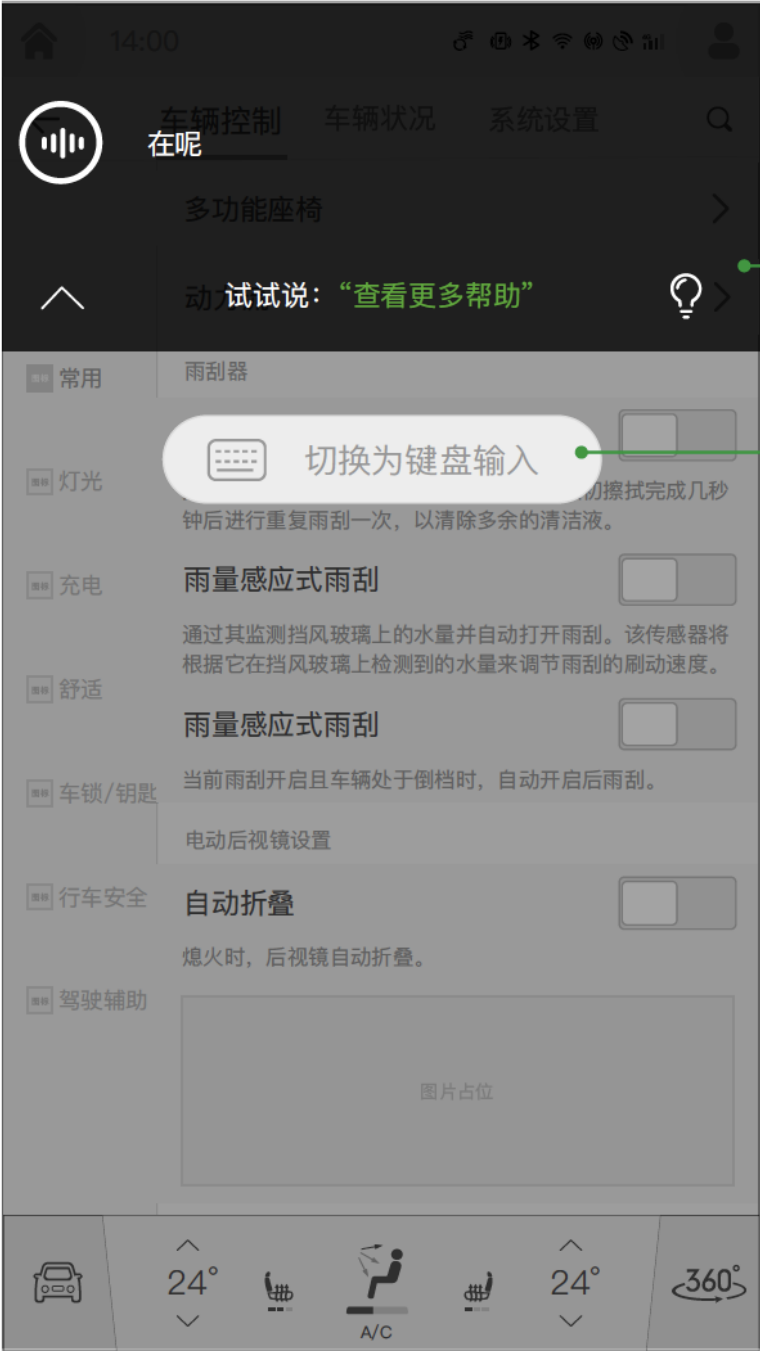 14:00
车辆控制 车辆状况 系统设置
在呢
多功能座椅
试试说：“查看更多帮助”
常用
雨刮器
切换为键盘输入
灯光
擦拭完成几秒
钟后进行重复雨刮一次，以清除多余的清洁液。
雨量感应式雨刮
充电
通过其监测挡风玻璃上的水量并自动打开雨刮。该传感器将
根据它在挡风玻璃上检测到的水量来调节雨刮的刷动速度。
舒适
雨量感应式雨刮
当前雨刮开启且车辆处于倒档时，自动开启后雨刮。
车锁/钥匙
电动后视镜设置
行车安全
自动折叠
熄火时，后视镜自动折叠。
驾驶辅助
图片占位
24°
24°
360°
A/C